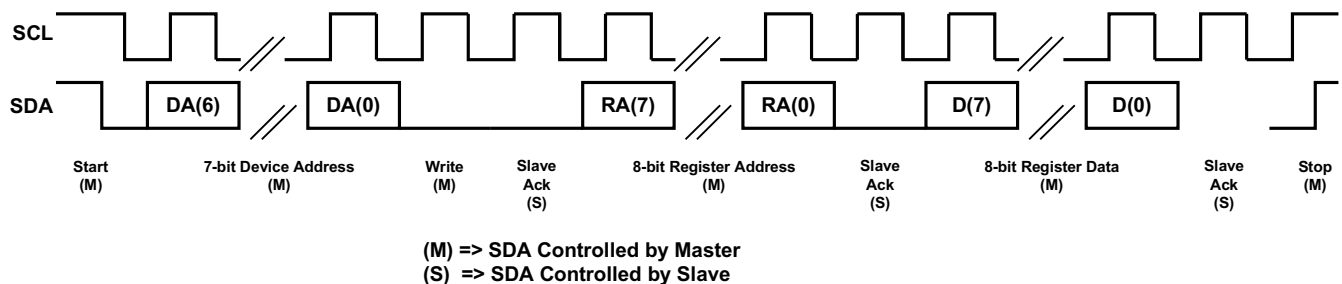 SCL
SDA
DA(6)
DA(0)
RA(7)
RA(0)
D(7)
D(0)
Start
(M)
7-bit Device Address
(M)
Write
(M)
Slave
Ack
(S)
8-bit Register Address
(M)
Slave
Ack
(S)
8-bit Register Data
(M)
Slave
Ack
(S)
Stop
(M)
(M) => SDA Controlled by Master
(S) => SDA Controlled by Slave